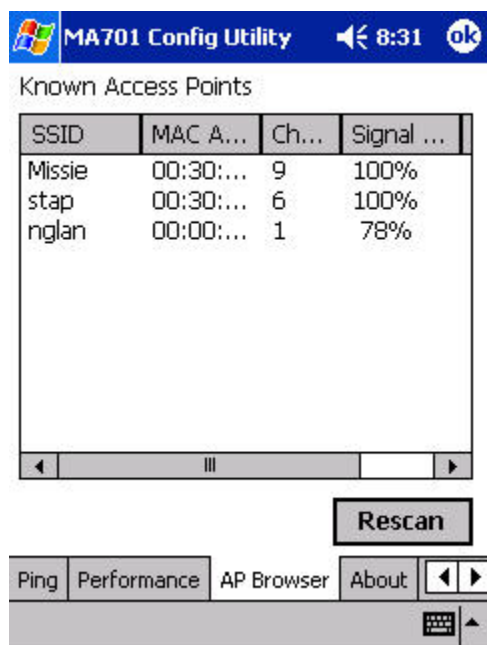 MA701 Config Utility 8:31 ok
Known Access Points
SSID MAC A... Ch... Signal ...
Missie 00:30:... 9 100%
stap 00:30:... 6 100%
nglan 00:00:... 1 78%
Rescan
Ping Performance AP Browser About